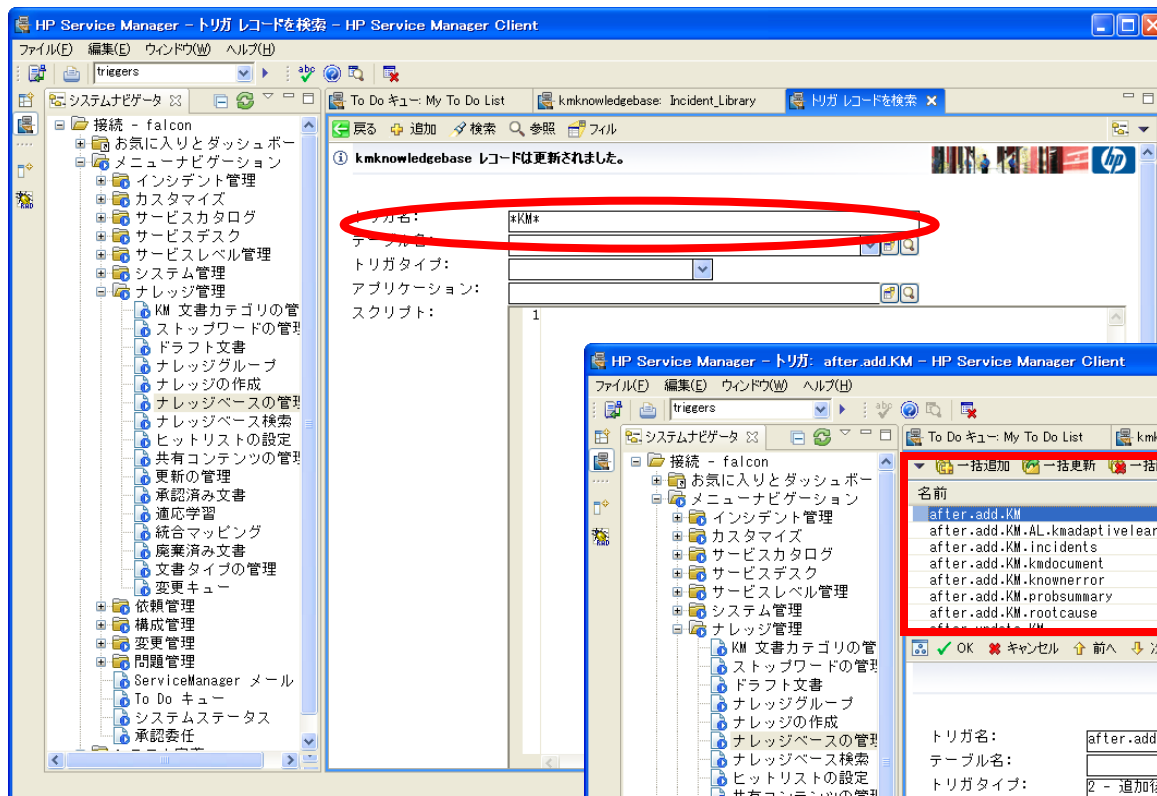 HP Service Manager - トリガ レコードを検索 - HP Service Manager Client
ファイル(F) 編集(E) ウィンドウ(W) ヘルプ(H)
triggers
abc
システムナビゲータ
接続 - falcon
お気に入りとダッシュボー
メニューナビゲーション
インシデント管理
カスタマイズ
サービスカタログ
サービスデスク
サービスレベル管理
システム管理
ナレッジ管理
KM 文書カテゴリの管
ストップワードの管理
ドラフト文書
ナレッジグループ
ナレッジの作成
ナレッジベースの管理
ナレッジベース検索
ヒットリストの設定
共有コンテンツの管理
更新の管理
承認済み文書
適応学習
統合マッピング
廃棄済み文書
文書タイプの管理
変更キュー
依頼管理
構成管理
変更管理
問題管理
ServiceManager メール
To Do キュー
システムステータス
承認委任
To Do キュー: My To Do List
kmknowledgebase: Incident_Library
トリガ レコードを検索
戻る 追加 検索 参照 フィル
kmknowledgebase レコードは更新されました。
hp
トリガ名: *KM*
テーブル名:
トリガタイプ:
アプリケーション:
スクリプト: 1
HP Service Manager - トリガ: after.add.KM - HP Service Manager Client
ファイル(F) 編集(E) ウィンドウ(W) ヘルプ(H)
triggers
abc
システムナビゲータ
接続 - falcon
お気に入りとダッシュボー
メニューナビゲーション
インシデント管理
カスタマイズ
サービスカタログ
サービスデスク
サービスレベル管理
システム管理
ナレッジ管理
KM 文書カテゴリの管
ストップワードの管理
ドラフト文書
ナレッジグループ
ナレッジの作成
ナレッジベースの管理
ナレッジベース検索
ヒットリストの設定
共有コンテンツの管理
To Do キュー: My To Do List
一括追加 一括更新 一括
名前
after.add.KM
after.add.KM.AL.kmadaptivelear
after.add.KM.incidents
after.add.KM.kmdocument
after.add.KM.knownerror
after.add.KM.probsummary
after.add.KM.rootcause
after.update.KM
OK キャンセル 前へ
トリガ名: after.add
テーブル名:
トリガタイプ: 2 - 追加後